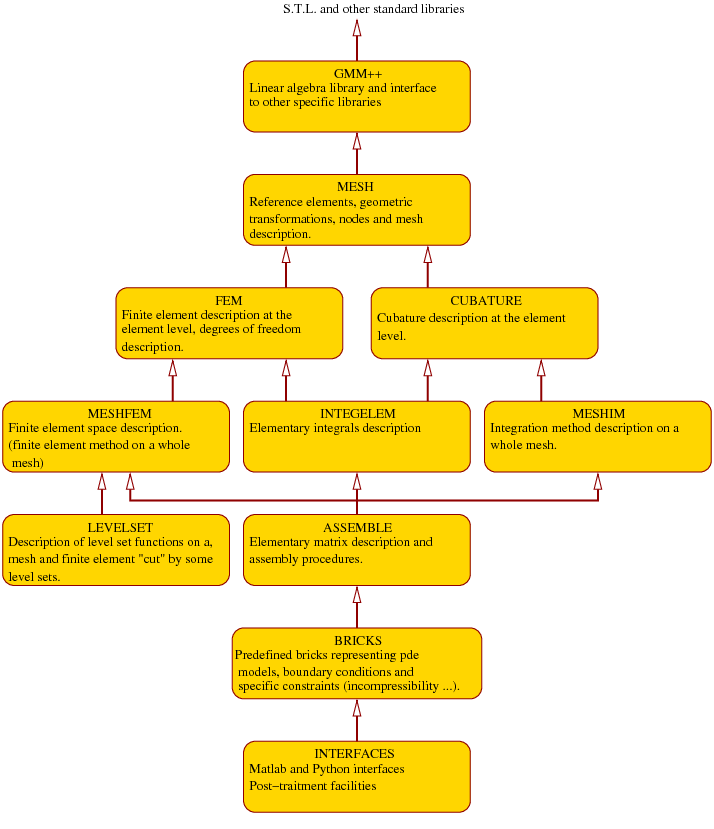 S.T.L. and other standard libraries
GMM++
Linear algebra library and interface
to other specific libraries
MESH
Reference elements, geometric
transformations, nodes and mesh
description.
FEM
Finite element description at the
element level, degrees of freedom
description.
CUBATURE
Cubature description at the element
level.
MESHFEM
Finite element space description.
(finite element method on a whole
mesh)
INTEGELEM
Elementary integrals description
MESHIM
Integration method description on a
whole mesh.
LEVELSET
Description of level set functions on a,
mesh and finite element "cut" by some
level sets.
ASSEMBLE
Elementary matrix description and
assembly procedures.
BRICKS
Predefined bricks representing pde
models, boundary conditions and
specific constraints (incompressibility ...).
INTERFACES
Matlab and Python interfaces
Post−traitment facilities